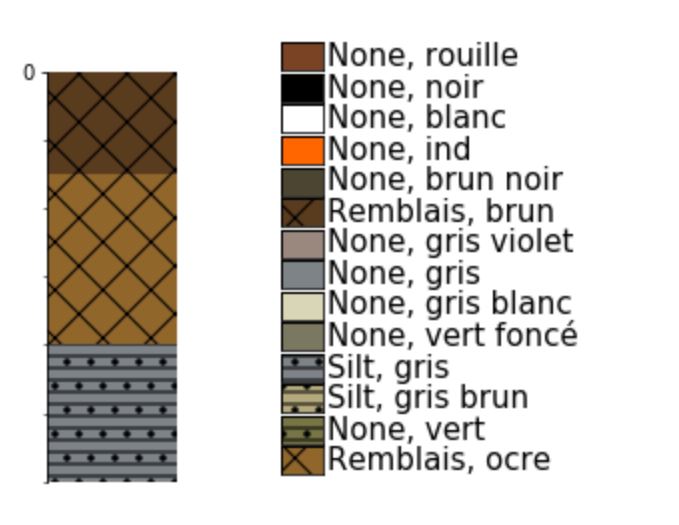 0
None, rouille
None, noir
None, blanc
None, ind
None, brun noir
Remblais, brun
None, gris violet
None, gris
None, gris blanc
None, vert foncé
Silt, gris
Silt, gris brun
None, vert
Remblais, ocre